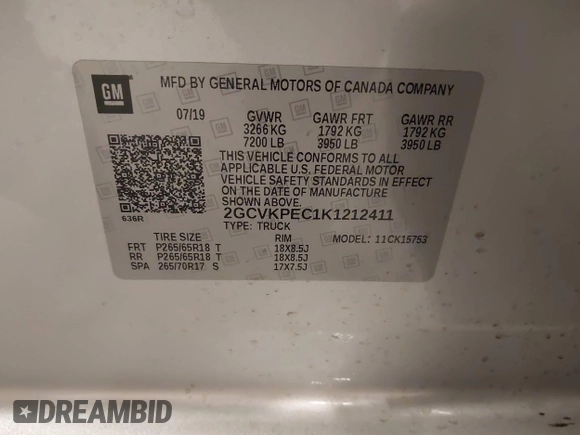 GM
MFD BY GENERAL MOTORS OF CANADA COMPANY
07/19 GVWR GAWR FRT GAWR RR
3266 KG 1792 KG 1792 KG
7200 LB 3950 LB 3950 LB
THIS VEHICLE CONFORMS TO ALL
APPLICABLE U.S. FEDERAL MOTOR
VEHICLE SAFETY STANDARDS IN EFFECT
ON THE DATE OF MANUFACTURE
SHOWN ABOVE.
636R 2GCVKPEC1K1212411
TYPE: TRUCK
TIRE SIZE RIM MODEL: 11CK15753
FRT P265/65R18 T 18X8.5J
RR P265/65R18 T 18X8.5J
SPA 265/70R17 S 17X7.5J
DREAMBID